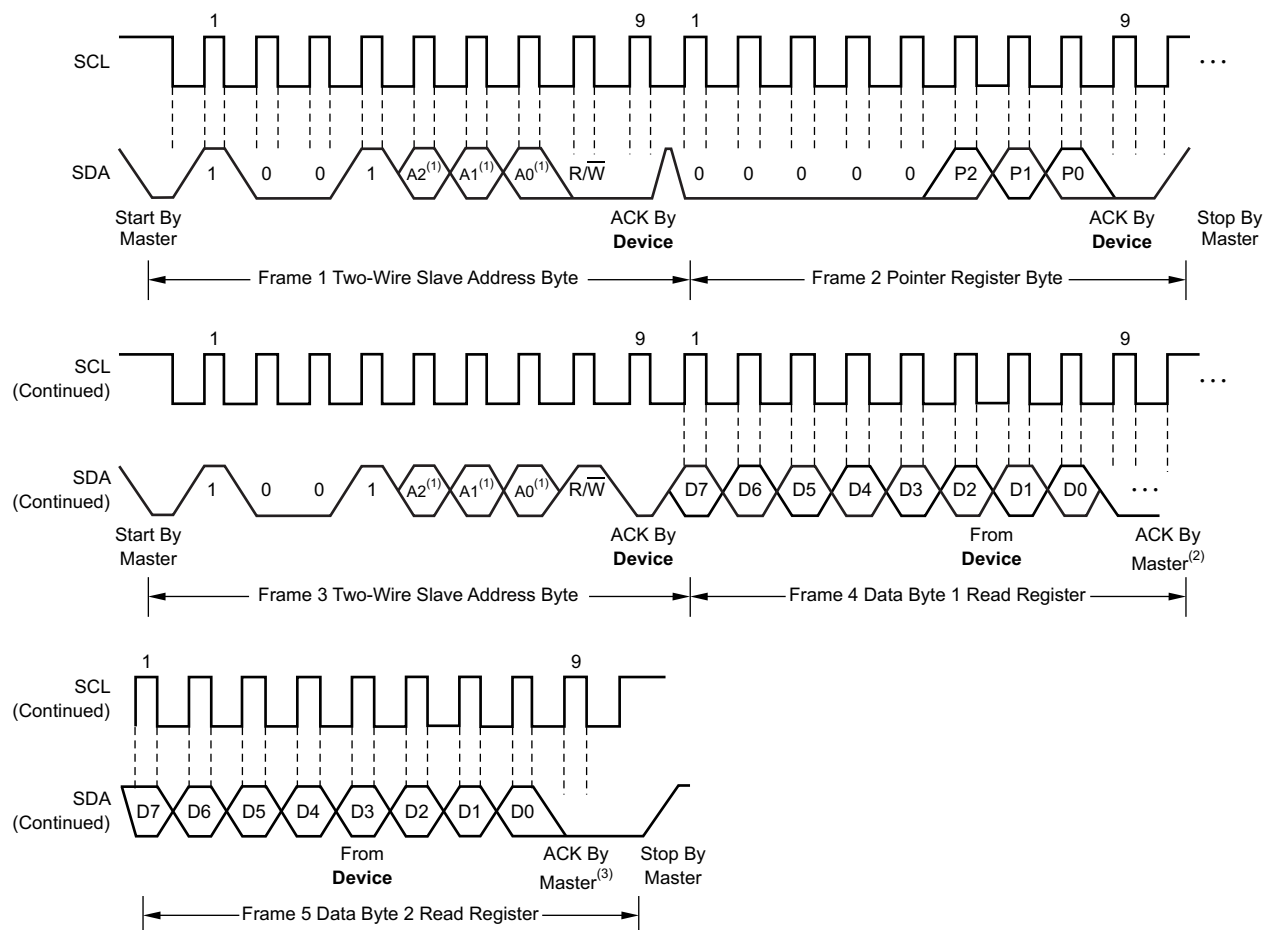 1 9 1 9
SCL ...
SDA 1 0 0 1 A2(1) A1(1) A0(1) R/W̅ 0 0 0 0 0 P2 P1 P0
Start By
Master
ACK By
Device
ACK By
Device
Stop By
Master
Frame 1 Two-Wire Slave Address Byte
Frame 2 Pointer Register Byte
1 9 1 9
SCL
(Continued)
...
SDA
(Continued)
1 0 0 1 A2(1) A1(1) A0(1) R/W̅ D7 D6 D5 D4 D3 D2 D1 D0 ...
Start By
Master
ACK By
Device
From
Device
ACK By
Master(2)
Frame 3 Two-Wire Slave Address Byte
Frame 4 Data Byte 1 Read Register
1 9
SCL
(Continued)
SDA
(Continued)
D7 D6 D5 D4 D3 D2 D1 D0
From
Device
ACK By
Master(3)
Stop By
Master
Frame 5 Data Byte 2 Read Register